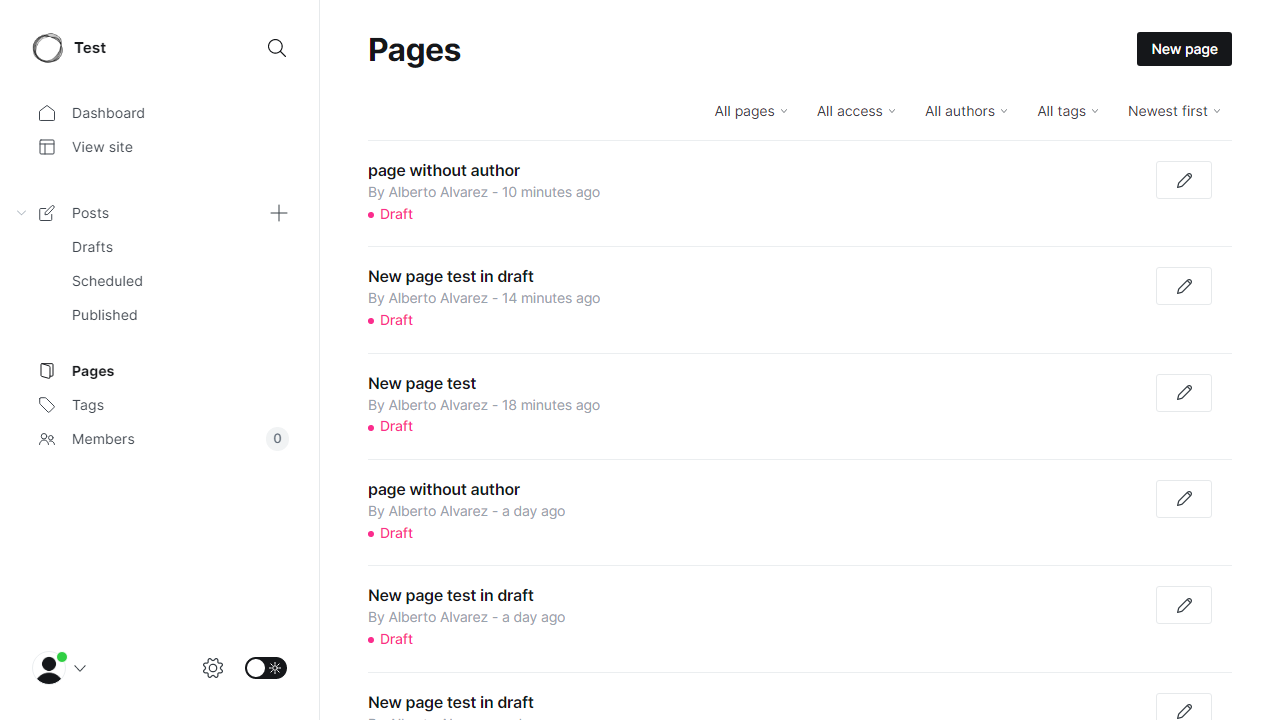 Test
Dashboard
View site
Posts
Drafts
Scheduled
Published
Pages
Tags
Members 0
Pages
New page
All pages All access All authors All tags Newest first
page without author
By Alberto Alvarez - 10 minutes ago
Draft
New page test in draft
By Alberto Alvarez - 14 minutes ago
Draft
New page test
By Alberto Alvarez - 18 minutes ago
Draft
page without author
By Alberto Alvarez - a day ago
Draft
New page test in draft
By Alberto Alvarez - a day ago
Draft
New page test in draft